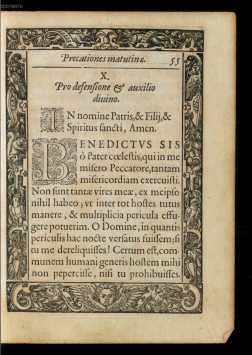 Precationes matutinæ. 55
X.
Pro defensione & auxilio
diuino.
IN nomine Patris, & Filij, &
Spiritus sancti, Amen.
BENEDICTVS SIS
ô Pater cœlestis, qui in me
misero Peccatore, tantam
misericordiam exercuisti.
Non sunt tantæ vires meæ, ex meipso
nihil habeo, vt inter tot hostes tutus
manere, & multiplicia pericula effu-
gere potuerim. O Domine, in quantis
periculis hac nocte versatus fuissem, si
tu me dereliquisses! Certum est, com-
munem humani generis hostem mihi
non pepercisse, nisi tu prohibuisses.